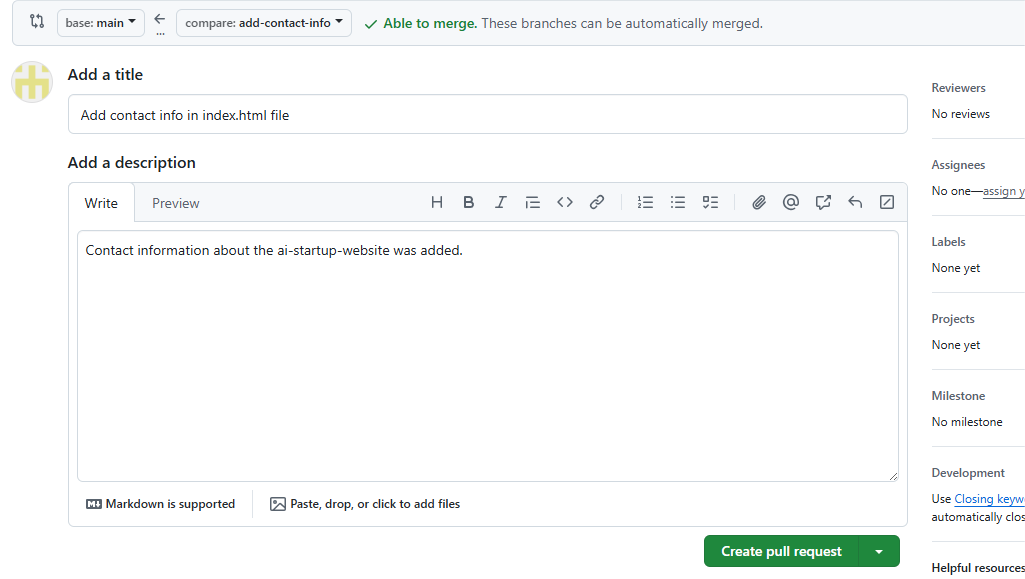 base: main
...
compare: add-contact-info
Able to merge. These branches can be automatically merged.
Add a title
Add contact info in index.html file
Add a description
Write
Preview
Contact information about the ai-startup-website was added.
Markdown is supported
Paste, drop, or click to add files
Create pull request
Reviewers
No reviews
Assignees
No one—assign y
Labels
None yet
Projects
None yet
Milestone
No milestone
Development
Use Closing keyw
automatically clos
Helpful resources